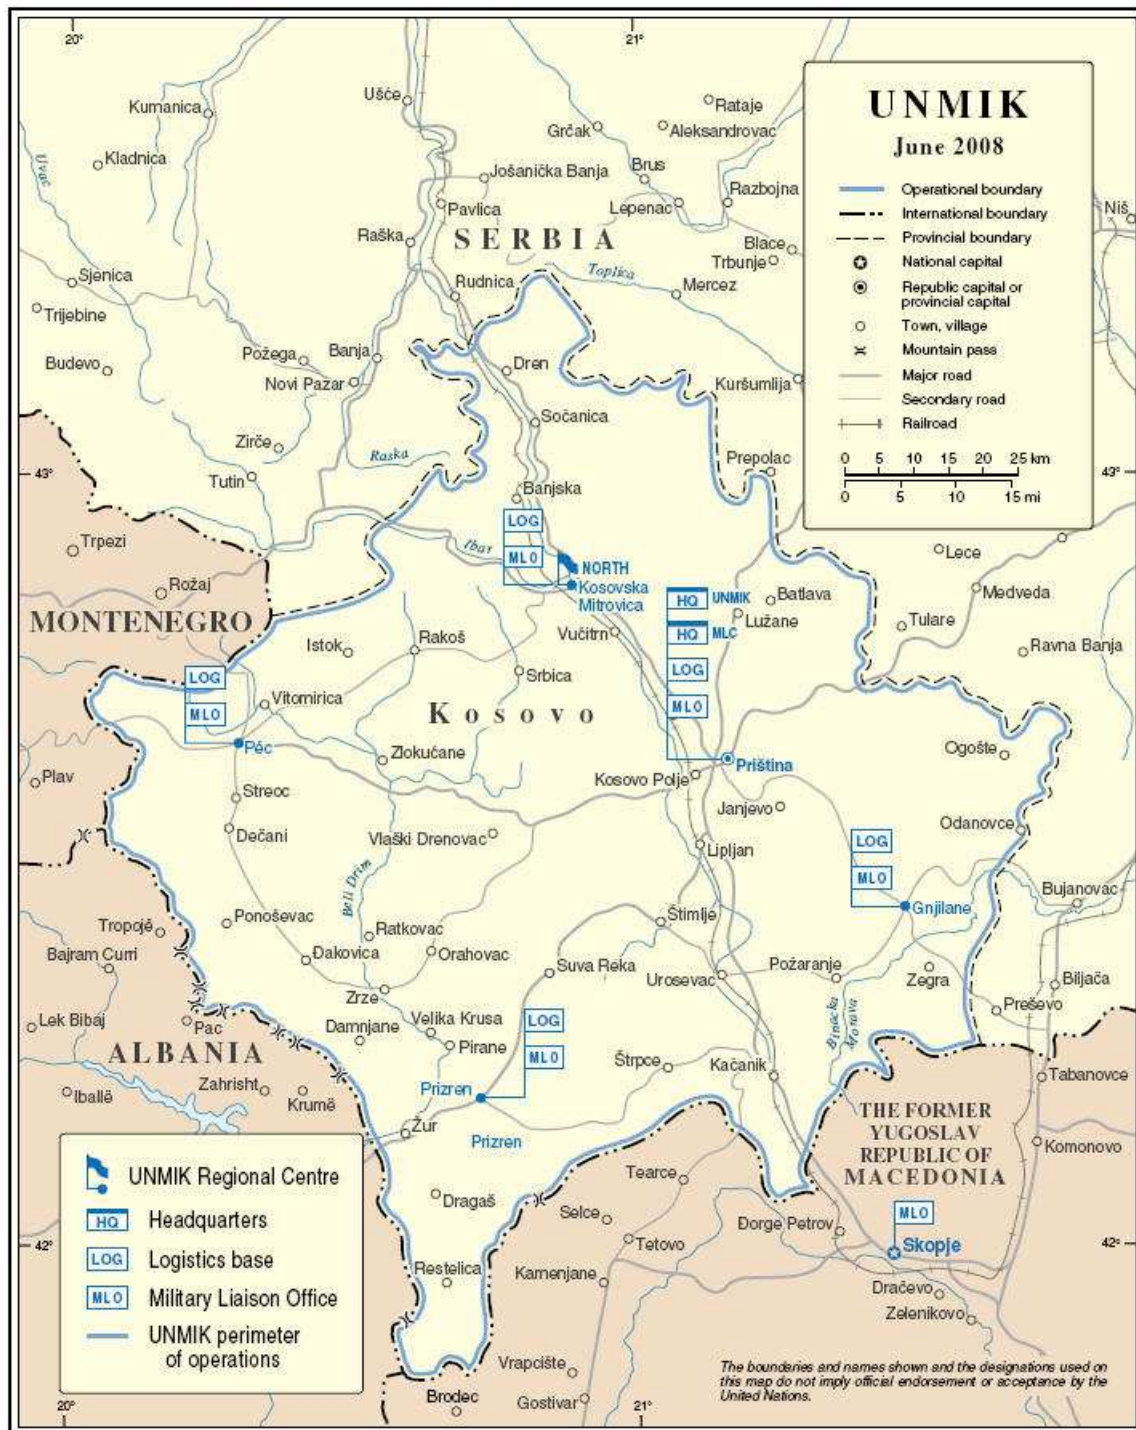 20°
21°
UNMIK
June 2008
Operational boundary
International boundary
Provincial boundary
National capital
Republic capital or
provincial capital
Town, village
Mountain pass
Major road
Secondary road
Railroad
0 5 10 15 20 25 km
0 5 10 15 mi
Kumanica
Ušće
Rataje
Grčak
Aleksandrovac
Kladnica
Uvac
Jošanička Banja
Brus
Razbojna
Pavlica
Lepenac
Niš
Raška
SERBIA
Blace
Trbunje
Sjenica
Toplica
Rudnica
Mercez
Trijebine
Požega
Banja
Budevo
Dren
Novi Pazar
Kuršumlija
Sočanica
Zirče
Raska
Prepolac
43°
43°
Tutin
Banjska
LOG
Trpezi
Ibar
MLO
NORTH
Lece
Rožaj
Kosovska
Mitrovica
HQ UNMIK
Batlava
Medveda
MONTENEGRO
Lužane
Vučitrn
HQ MLC
Tulare
Istok
Rakoš
Ravna Banja
LOG
Srbica
LOG
Vitomirica
MLO
MLO
Kosovo
Pěc
Zlokučane
Ogošte
Priština
Plav
Kosovo Polje
Streoc
Janjevo
Dečani
Vlaški Drenovac
Odanovce
Lipljan
LOG
Beli Drim
MLO
Bujanovac
Gnjilane
Ponoševac
Štimlje
Tropojë
Ratkovac
Bajram Curri
Đakovica
Orahovac
Suva Reka
Urosevac
Požaranje
Zegra
Biljača
Zrze
Preševo
Binacka
Morava
Lek Bibaj
Pac
Damnjane
Velika Krusa
LOG
ALBANIA
Pirane
MLO
Štrpce
Kačanik
Iballë
Zahrisht
Krumë
Prizren
Tabanovce
THE FORMER
YUGOSLAV
REPUBLIC OF
MACEDONIA
Žur
Prizren
Komonovo
UNMIK Regional Centre
HQ Headquarters
LOG Logistics base
MLO Military Liaison Office
UNMIK perimeter
of operations
Tearce
Dragaš
MLO
Selce
Đorge Petrov
Skopje
42°
Tetovo
Restelica
Kamenjane
Dračevo
Zelenikovo
Vrapcište
The boundaries and names shown and the designations used on
this map do not imply official endorsement or acceptance by the
United Nations.
Brodec
Gostivar
20°
21°